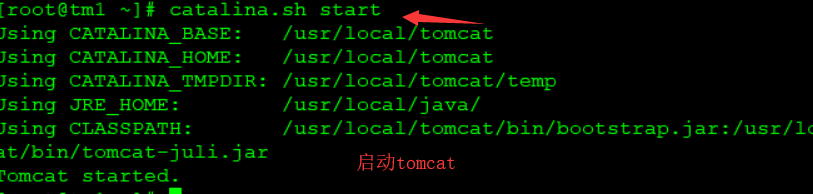 [root@tm1 ~]# catalina.sh start
Using CATALINA_BASE:   /usr/local/tomcat
Using CATALINA_HOME:   /usr/local/tomcat
Using CATALINA_TMPDIR: /usr/local/tomcat/temp
Using JRE_HOME:        /usr/local/java/
Using CLASSPATH:       /usr/local/tomcat/bin/bootstrap.jar:/usr/lo
at/bin/tomcat-juli.jar
启动tomcat
Tomcat started.